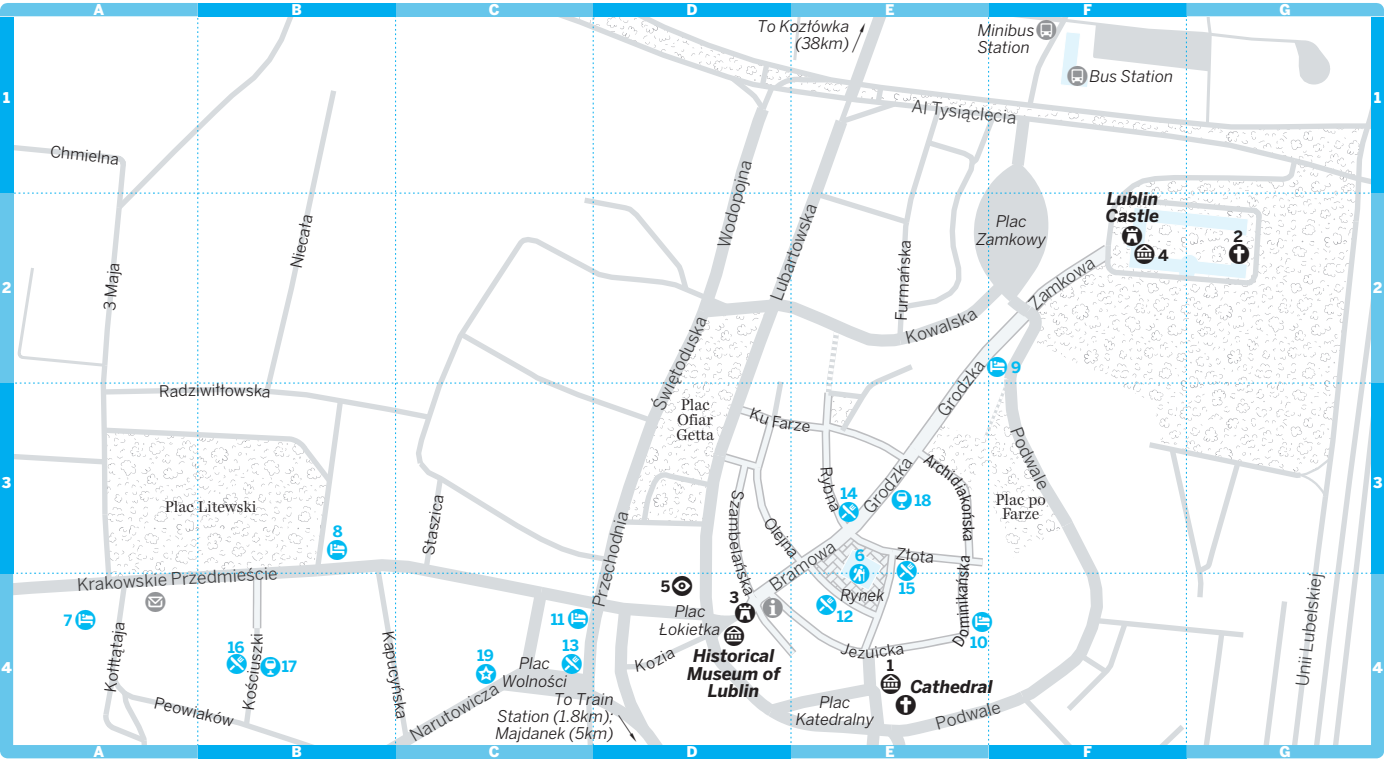 A B C D E F G
To Kozłówka
(38km)
Minibus
Station
Bus Station
1 1
Al Tysiąclecia
Chmielna
Wodopojna
Lubartowska
Lublin
Castle
Plac
Zamkowy
2
4
Niecała
3 Maja
Furmańska
Zamkowa
2 2
Kowalska
Świętoduska
9
Radziwiłłowska
Grodzka
Plac
Ofiar
Getta
Ku Farze
Podwale
Archidiakońska
Rybna
Grodzka
3 3
14
18
Plac po
Farze
Plac Litewski
Szambelańska
Staszica
Olejna
8
Przechodnia
Bramowa
6
Złota
Krakowskie Przedmieście
5
3
Rynek
15
Dominikańska
Unii Lubelskiej
7
11
Plac
Łokietka
12
10
Kołłątaja
Kościuszki
Kapucyńska
16
17
19
13
Plac
Wolności
Kozia
Historical
Museum of
Lublin
Jezuicka
1
Cathedral
4 4
Peowiaków
Narutowicza
To Train
Station (1.8km);
Majdanek (5km)
Plac
Katedralny
Podwale
A B C D E F G